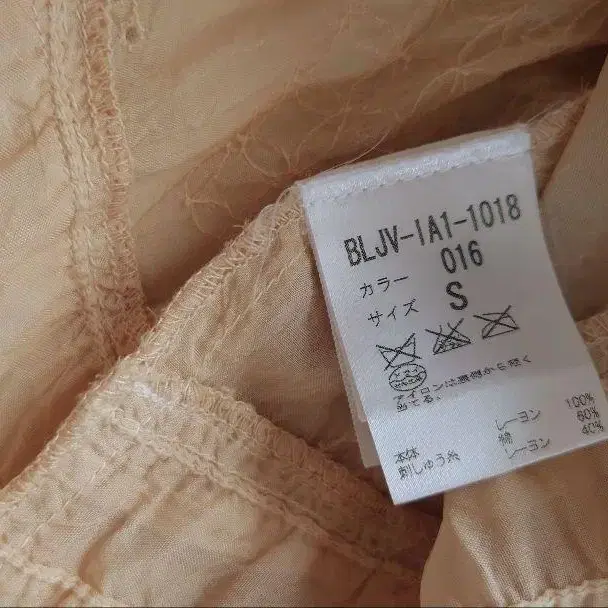 BLJV-IA1-1018
カラー 016
サイズ S
アイロンは裏側から軽く
当てる。
本体 レーヨン 100%
刺しゅう糸 綿 60%
レーヨン 40%